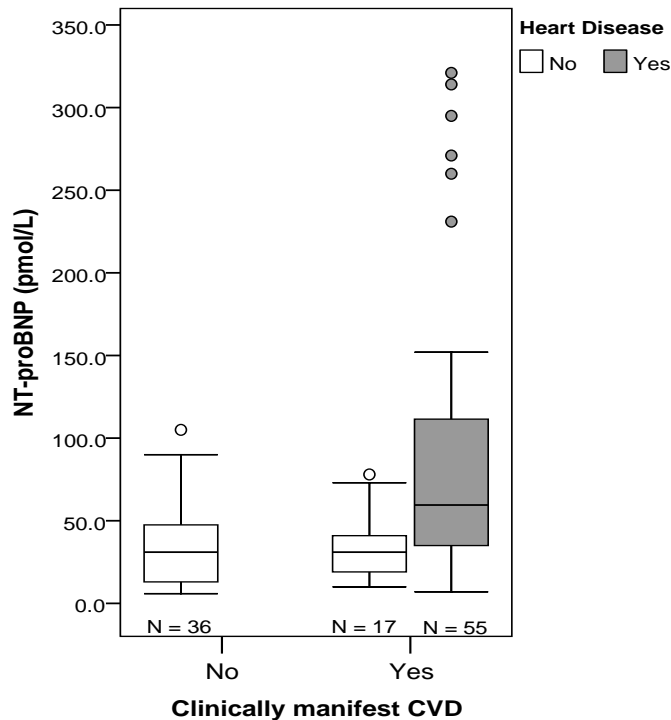 Heart Disease
No Yes
NT-proBNP (pmol/L)
350.0
300.0
250.0
200.0
150.0
100.0
50.0
0.0
N = 36 N = 17 N = 55
No Yes
Clinically manifest CVD